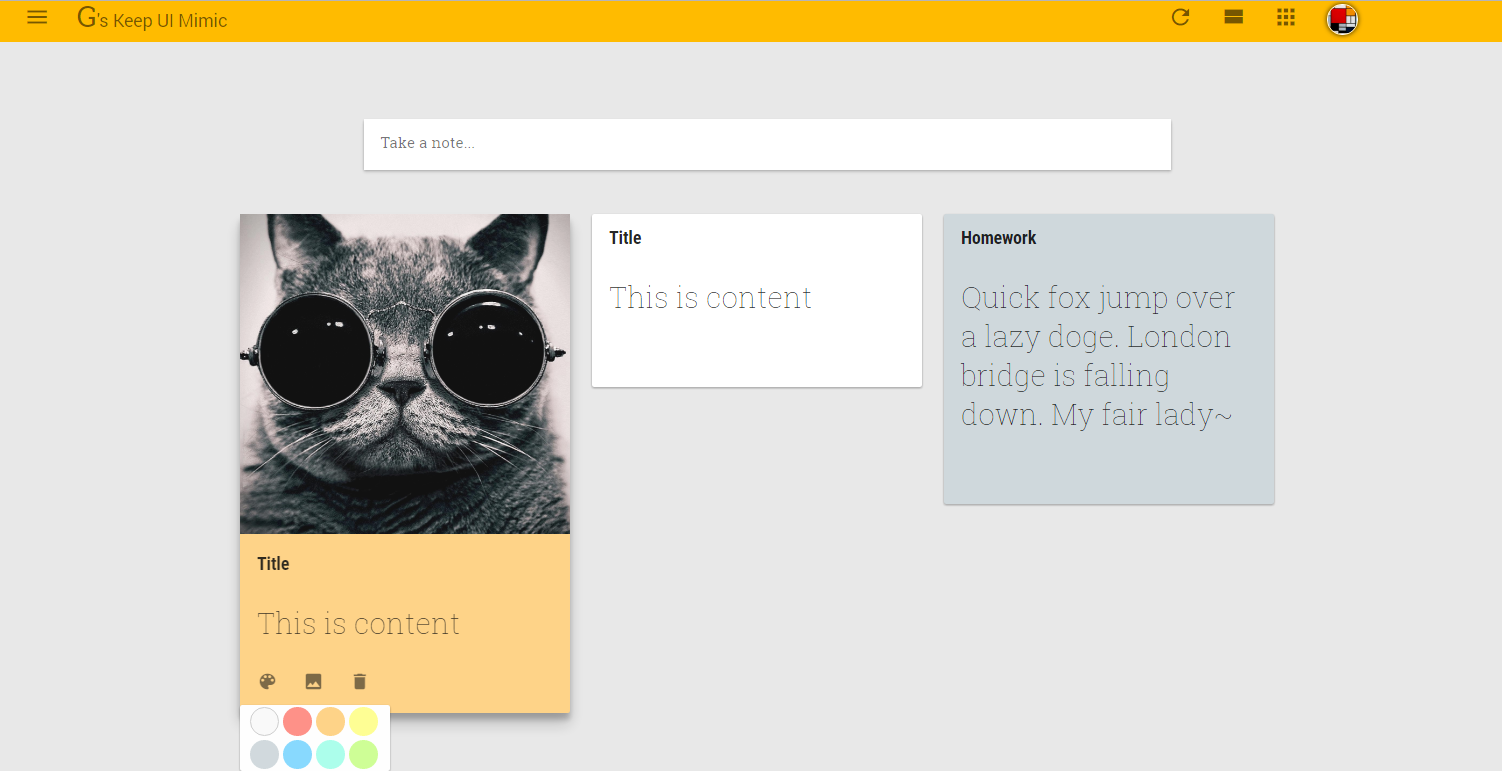 G's Keep UI Mimic
Take a note...
Title
This is content
Title
This is content
Homework
Quick fox jump over
a lazy doge. London
bridge is falling
down. My fair lady~